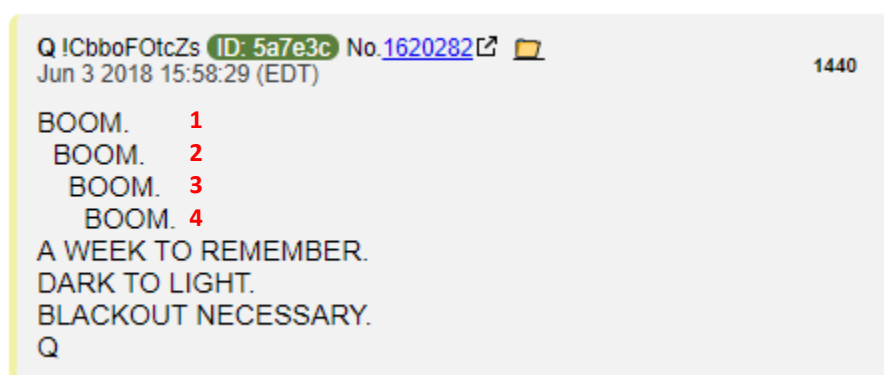 Q !CbboFOtcZs ID: 5a7e3c No.1620282
Jun 3 2018 15:58:29 (EDT)
1440
BOOM. 1
BOOM. 2
BOOM. 3
BOOM. 4
A WEEK TO REMEMBER.
DARK TO LIGHT.
BLACKOUT NECESSARY.
Q